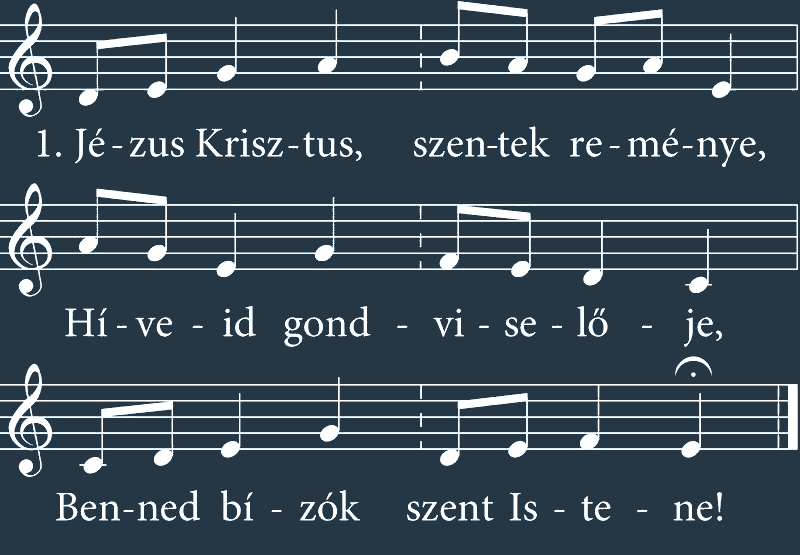 1. Jé - zus Krisz - tus, szen - tek re - mé - nye,
Hí - ve - id gond - vi - se - lő - je,
Ben - ned bí - zók szent Is - te - ne!